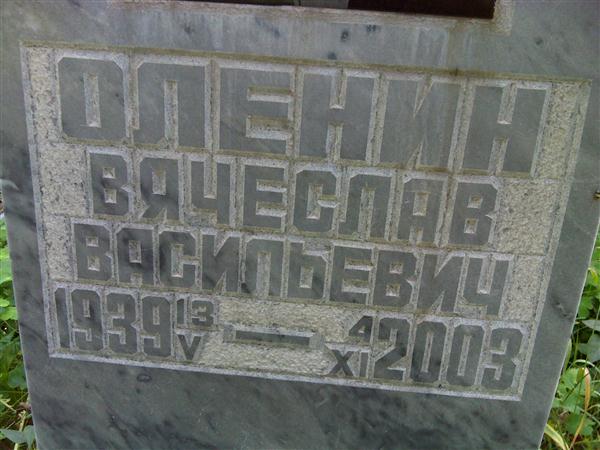 ОЛЕНИН
ВЯЧЕСЛАВ
ВАСИЛЬЕВИЧ
1939 13/V — 4/XI 2003